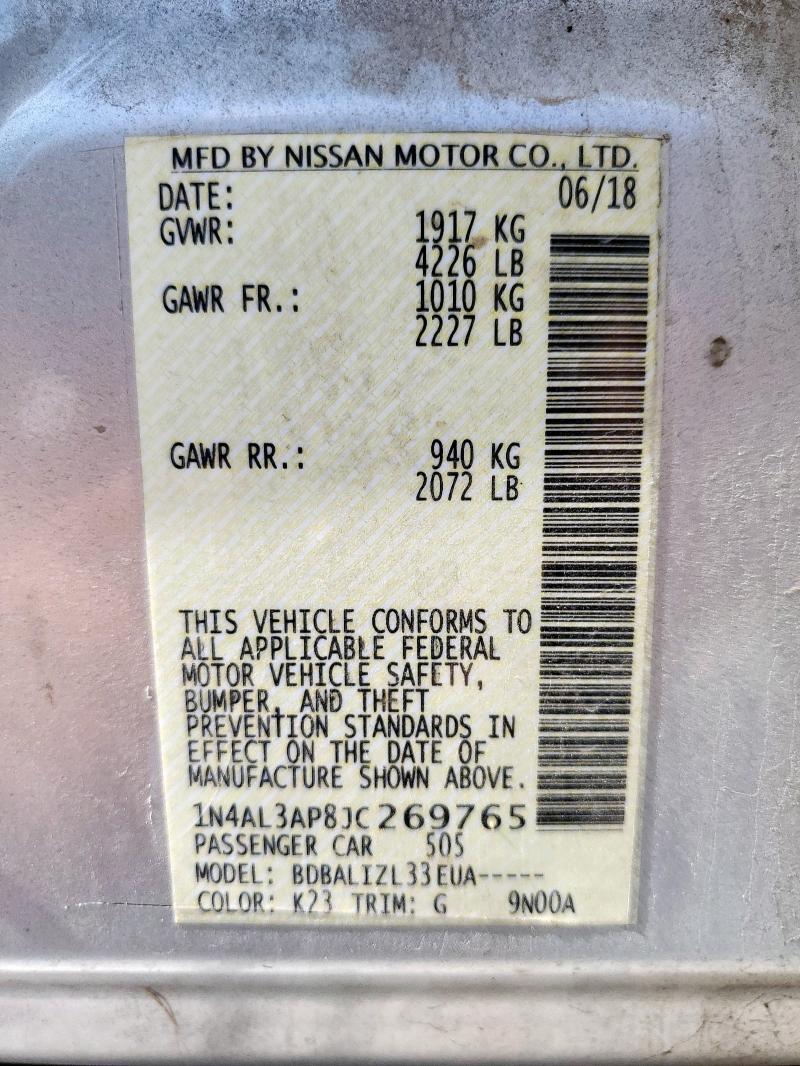 MFD BY NISSAN MOTOR CO., LTD.
DATE: 06/18
GVWR: 1917 KG
4226 LB
GAWR FR.: 1010 KG
2227 LB
GAWR RR.: 940 KG
2072 LB
THIS VEHICLE CONFORMS TO
ALL APPLICABLE FEDERAL
MOTOR VEHICLE SAFETY,
BUMPER, AND THEFT
PREVENTION STANDARDS IN
EFFECT ON THE DATE OF
MANUFACTURE SHOWN ABOVE.
1N4AL3AP8JC269765
PASSENGER CAR 505
MODEL: BDBALIZL33EUA-----
COLOR: K23 TRIM: G 9N00A